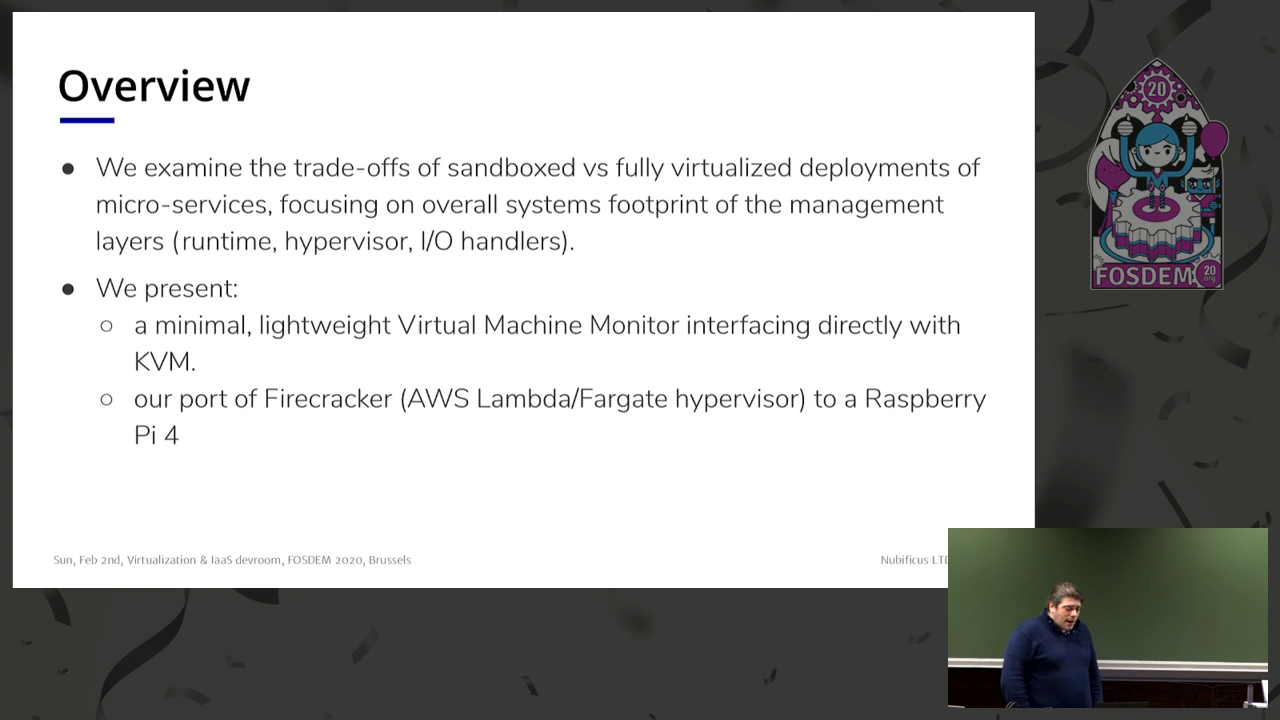 Overview
● We examine the trade-offs of sandboxed vs fully virtualized deployments of
micro-services, focusing on overall systems footprint of the management
layers (runtime, hypervisor, I/O handlers).
● We present:
○ a minimal, lightweight Virtual Machine Monitor interfacing directly with
KVM.
○ our port of Firecracker (AWS Lambda/Fargate hypervisor) to a Raspberry
Pi 4
Sun, Feb 2nd, Virtualization & IaaS devroom, FOSDEM 2020, Brussels
Nubificus
20
FOSDEM
20
.org